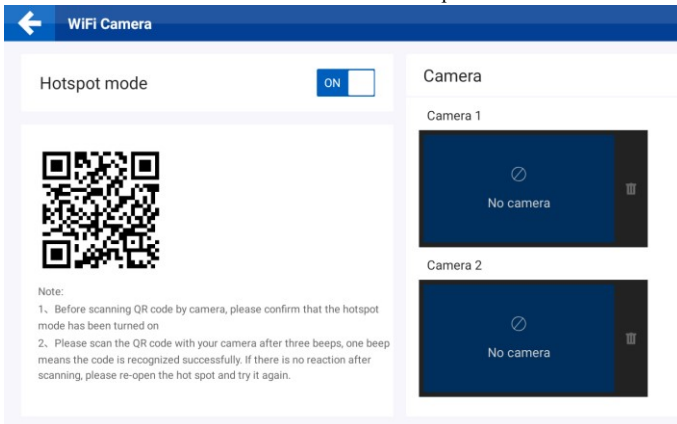 WiFi Camera
Hotspot mode
ON
Note:
1、Before scanning QR code by camera, please confirm that the hotspot
mode has been turned on
2、Please scan the QR code with your camera after three beeps, one beep
means the code is recognized successfully. If there is no reaction after
scanning, please re-open the hot spot and try it again.
Camera
Camera 1
No camera
Camera 2
No camera